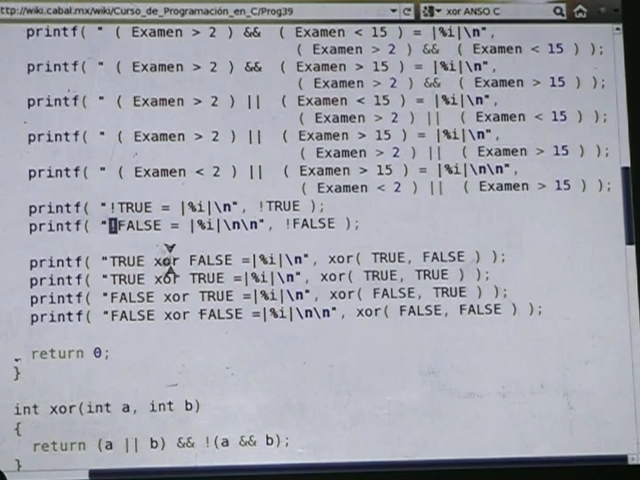 ttp://wiki.cabal.mx/wiki/Curso_de_Programación_en_C/Prog39
xor ANSO C
printf( " ( Examen > 2 ) && ( Examen < 15 ) = |%i|\n",
( Examen > 2 ) && ( Examen < 15 ) );
printf( " ( Examen > 2 ) && ( Examen > 15 ) = |%i|\n",
( Examen > 2 ) && ( Examen > 15 ) );
printf( " ( Examen > 2 ) || ( Examen < 15 ) = |%i|\n",
( Examen > 2 ) || ( Examen < 15 ) );
printf( " ( Examen > 2 ) || ( Examen > 15 ) = |%i|\n",
( Examen > 2 ) || ( Examen > 15 ) );
printf( " ( Examen < 2 ) || ( Examen > 15 ) = |%i|\n\n",
( Examen < 2 ) || ( Examen > 15 ) );
printf( "!TRUE = |%i|\n", !TRUE );
printf( "!FALSE = |%i|\n\n", !FALSE );
printf( "TRUE xor FALSE =|%i|\n", xor( TRUE, FALSE ) );
printf( "TRUE xor TRUE =|%i|\n", xor( TRUE, TRUE ) );
printf( "FALSE xor TRUE =|%i|\n", xor( FALSE, TRUE ) );
printf( "FALSE xor FALSE =|%i|\n\n", xor( FALSE, FALSE ) );
return 0;
}
int xor(int a, int b)
{
return (a || b) && !(a && b);
}